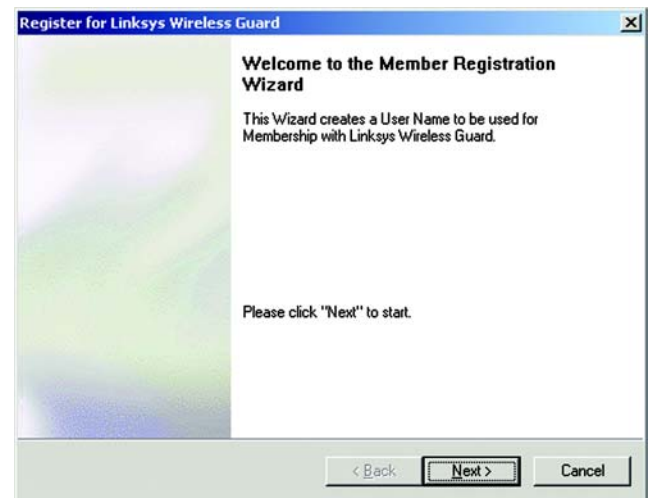 Register for Linksys Wireless Guard
Welcome to the Member Registration
Wizard
This Wizard creates a User Name to be used for
Membership with Linksys Wireless Guard.
Please click "Next" to start.
< Back
Next >
Cancel